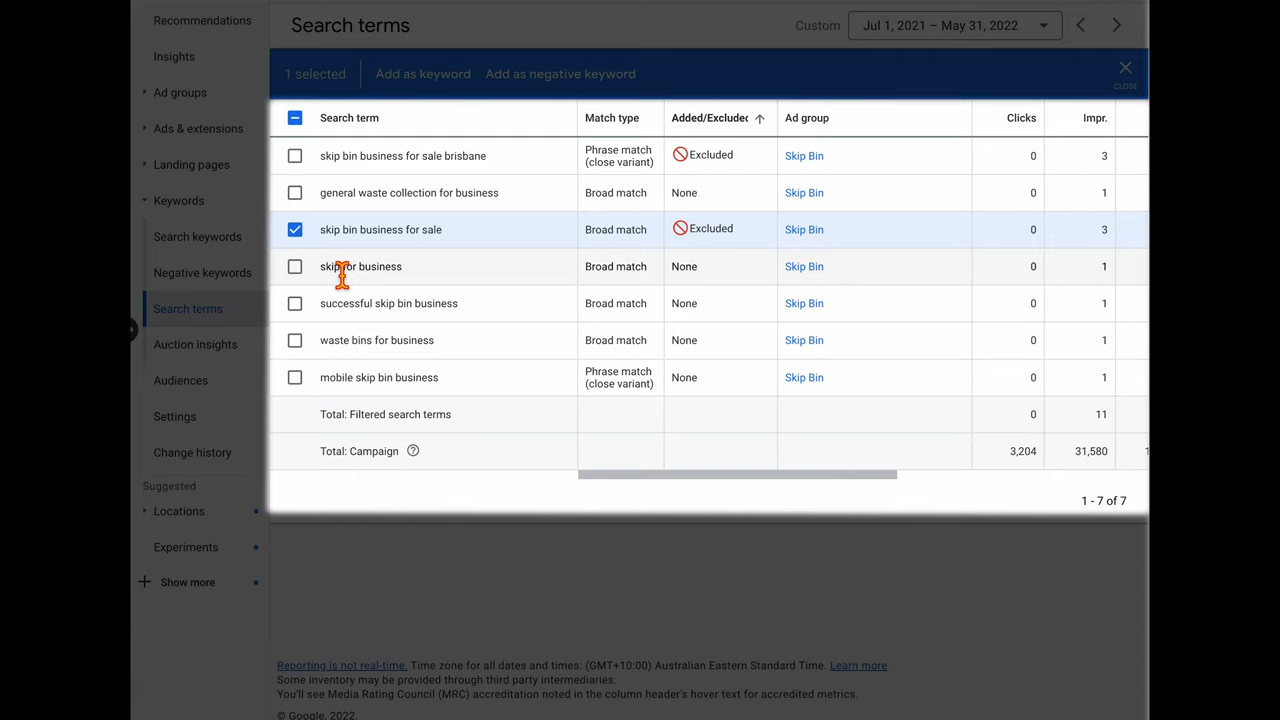 Recommendations
Insights
Ad groups
Ads & extensions
Landing pages
Keywords
Search keywords
Negative keywords
Search terms
Auction insights
Audiences
Settings
Change history
Suggested
Locations
Experiments
Show more
Search terms
Custom Jul 1, 2021 – May 31, 2022
1 selected Add as keyword Add as negative keyword CLOSE
Search term Match type Added/Excluded Ad group Clicks Impr.
skip bin business for sale brisbane Phrase match (close variant) Excluded Skip Bin 0 3
general waste collection for business Broad match None Skip Bin 0 1
skip bin business for sale Broad match Excluded Skip Bin 0 3
skip for business Broad match None Skip Bin 0 1
successful skip bin business Broad match None Skip Bin 0 1
waste bins for business Broad match None Skip Bin 0 1
mobile skip bin business Phrase match (close variant) None Skip Bin 0 1
Total: Filtered search terms 0 11
Total: Campaign 3,204 31,580 1
1 - 7 of 7
Reporting is not real-time. Time zone for all dates and times: (GMT+10:00) Australian Eastern Standard Time. Learn more
Some inventory may be provided through third party intermediaries.
You'll see Media Rating Council (MRC) accreditation noted in the column header's hover text for accredited metrics.
© Google, 2022.